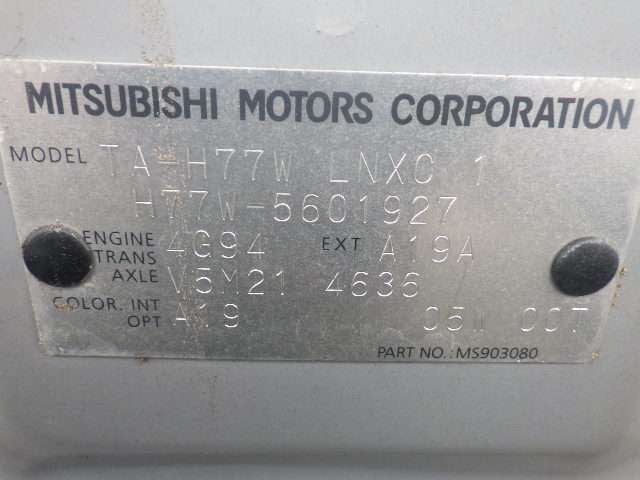 MITSUBISHI MOTORS CORPORATION
MODEL TA-H77W LNXC 1
H77W-5601927
ENGINE 4G94 EXT A19A
TRANS
AXLE V5M21 4636
COLOR. INT A19 05W 00T
OPT
PART NO.: MS903080